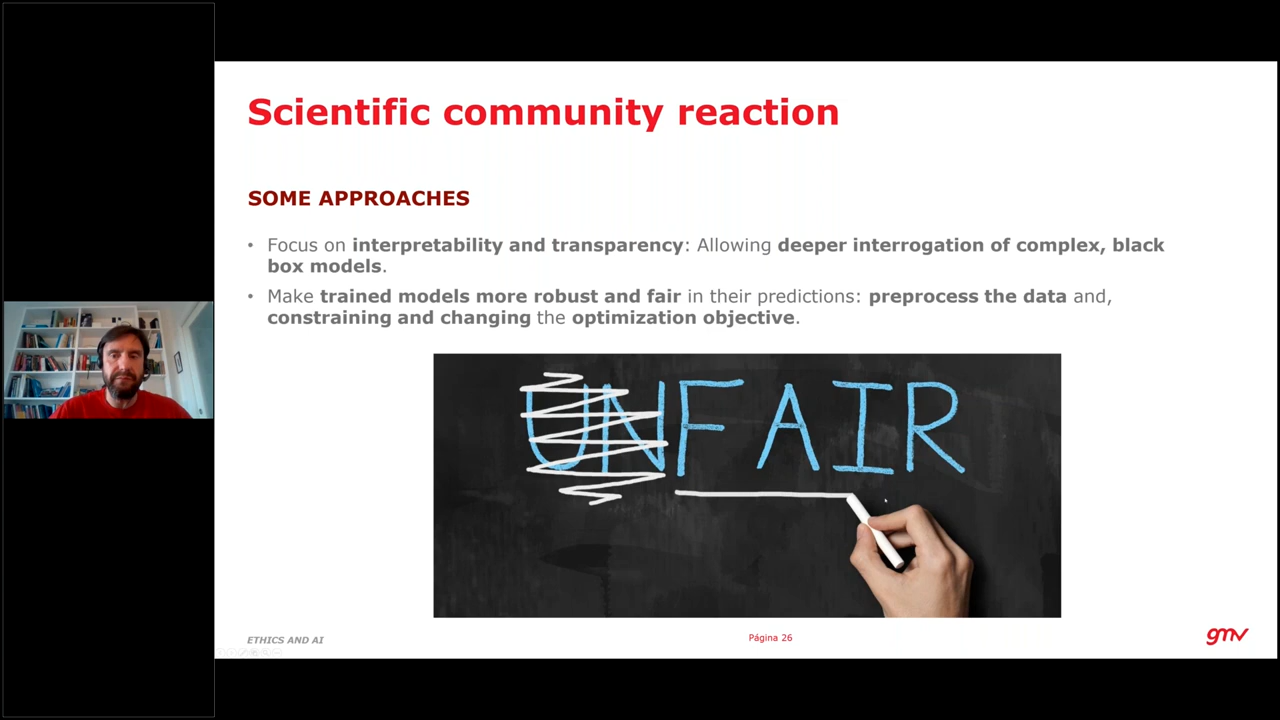 Scientific community reaction
SOME APPROACHES
• Focus on interpretability and transparency: Allowing deeper interrogation of complex, black
box models.
• Make trained models more robust and fair in their predictions: preprocess the data and,
constraining and changing the optimization objective.
UNFAIR
ETHICS AND AI
Página 26
gmv